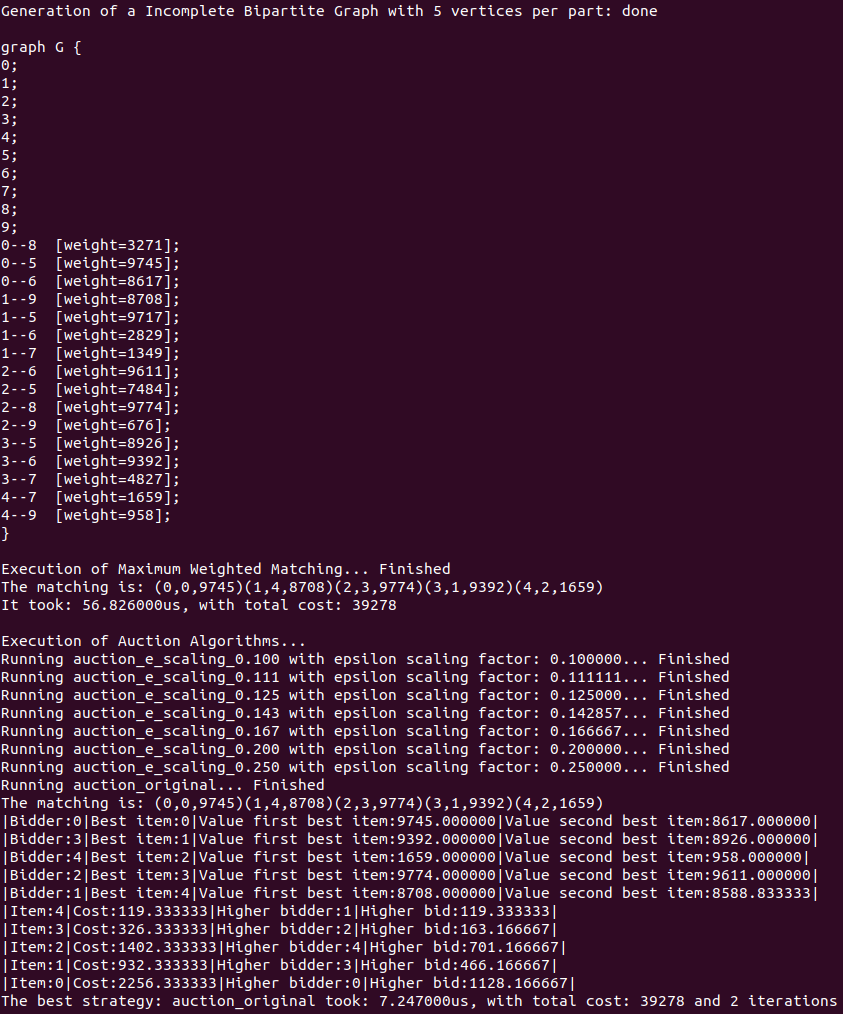 Generation of a Incomplete Bipartite Graph with 5 vertices per part: done
graph G {
0;
1;
2;
3;
4;
5;
6;
7;
8;
9;
0--8  [weight=3271];
0--5  [weight=9745];
0--6  [weight=8617];
1--9  [weight=8708];
1--5  [weight=9717];
1--6  [weight=2829];
1--7  [weight=1349];
2--6  [weight=9611];
2--5  [weight=7484];
2--8  [weight=9774];
2--9  [weight=676];
3--5  [weight=8926];
3--6  [weight=9392];
3--7  [weight=4827];
4--7  [weight=1659];
4--9  [weight=958];
}
Execution of Maximum Weighted Matching... Finished
The matching is: (0,0,9745)(1,4,8708)(2,3,9774)(3,1,9392)(4,2,1659)
It took: 56.826000us, with total cost: 39278
Execution of Auction Algorithms...
Running auction_e_scaling_0.100 with epsilon scaling factor: 0.100000... Finished
Running auction_e_scaling_0.111 with epsilon scaling factor: 0.111111... Finished
Running auction_e_scaling_0.125 with epsilon scaling factor: 0.125000... Finished
Running auction_e_scaling_0.143 with epsilon scaling factor: 0.142857... Finished
Running auction_e_scaling_0.167 with epsilon scaling factor: 0.166667... Finished
Running auction_e_scaling_0.200 with epsilon scaling factor: 0.200000... Finished
Running auction_e_scaling_0.250 with epsilon scaling factor: 0.250000... Finished
Running auction_original... Finished
The matching is: (0,0,9745)(1,4,8708)(2,3,9774)(3,1,9392)(4,2,1659)
|Bidder:0|Best item:0|Value first best item:9745.000000|Value second best item:8617.000000|
|Bidder:3|Best item:1|Value first best item:9392.000000|Value second best item:8926.000000|
|Bidder:4|Best item:2|Value first best item:1659.000000|Value second best item:958.000000|
|Bidder:2|Best item:3|Value first best item:9774.000000|Value second best item:9611.000000|
|Bidder:1|Best item:4|Value first best item:8708.000000|Value second best item:8588.833333|
|Item:4|Cost:119.333333|Higher bidder:1|Higher bid:119.333333|
|Item:3|Cost:326.333333|Higher bidder:2|Higher bid:163.166667|
|Item:2|Cost:1402.333333|Higher bidder:4|Higher bid:701.166667|
|Item:1|Cost:932.333333|Higher bidder:3|Higher bid:466.166667|
|Item:0|Cost:2256.333333|Higher bidder:0|Higher bid:1128.166667|
The best strategy: auction_original took: 7.247000us, with total cost: 39278 and 2 iterations